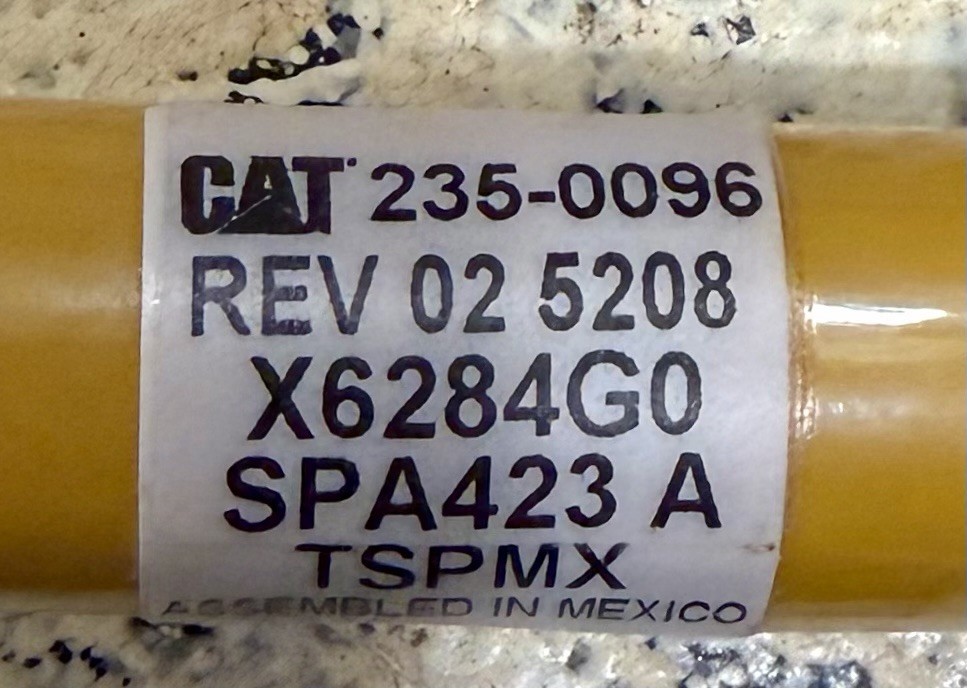 CAT 235-0096
REV 02 5208
X6284G0
SPA423 A
TSPMX
ASSEMBLED IN MEXICO